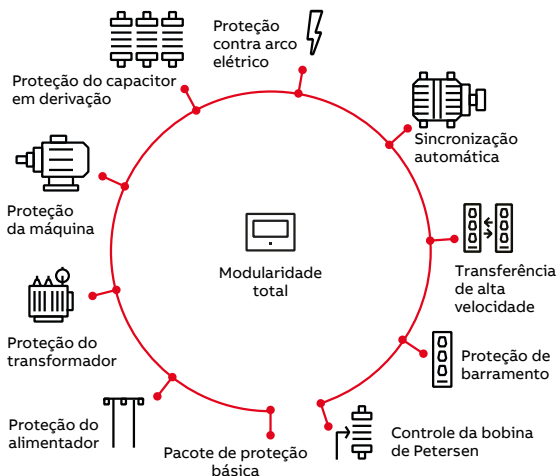 Proteção
contra arco
elétrico
Proteção do capacitor
em derivação
Sincronização
automática
Proteção
da máquina
Modularidade
total
Transferência
de alta
velocidade
Proteção do
transformador
Proteção de
barramento
Proteção do
alimentador
Pacote de proteção
básica
Controle da bobina
de Petersen